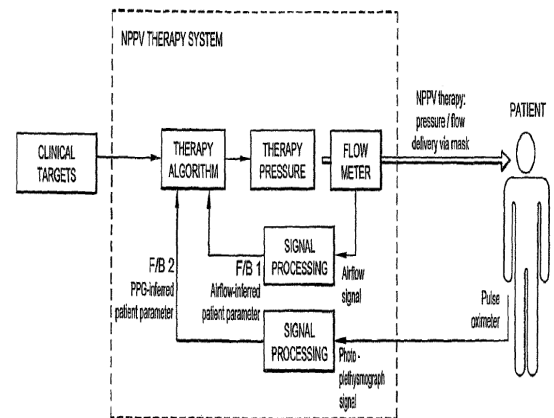 NPPV THERAPY SYSTEM
CLINICAL
TARGETS
THERAPY
ALGORITHM
THERAPY
PRESSURE
FLOW
METER
NPPV therapy:
pressure / flow
delivery via mask
PATIENT
SIGNAL
PROCESSING
F/B 1
Airflow-inferred
patient parameter
Airflow
signal
F/B 2
PPG-inferred
patient parameter
SIGNAL
PROCESSING
Photo -
plethysmograph
signal
Pulse
oximeter